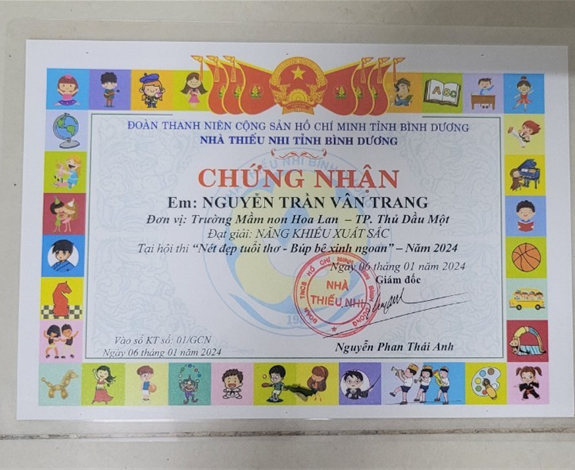 ĐOÀN THANH NIÊN CỘNG SẢN HỒ CHÍ MINH TỈNH BÌNH DƯƠNG
NHÀ THIẾU NHI TỈNH BÌNH DƯƠNG
CHỨNG NHẬN
Em: NGUYỄN TRẦN VÂN TRANG
Đơn vị: Trường Mầm non Hoa Lan – TP. Thủ Dầu Một
Đạt giải: NĂNG KHIẾU XUẤT SẮC
Tại hội thi “Nét đẹp tuổi thơ - Búp bê xinh ngoan” – Năm 2024
Ngày 06 tháng 01 năm 2024
Giám đốc
NHÀ
THIẾU NHI
Vào sổ KT số: 01/GCN
Ngày 06 tháng 01 năm 2024
Nguyễn Phan Thái Anh